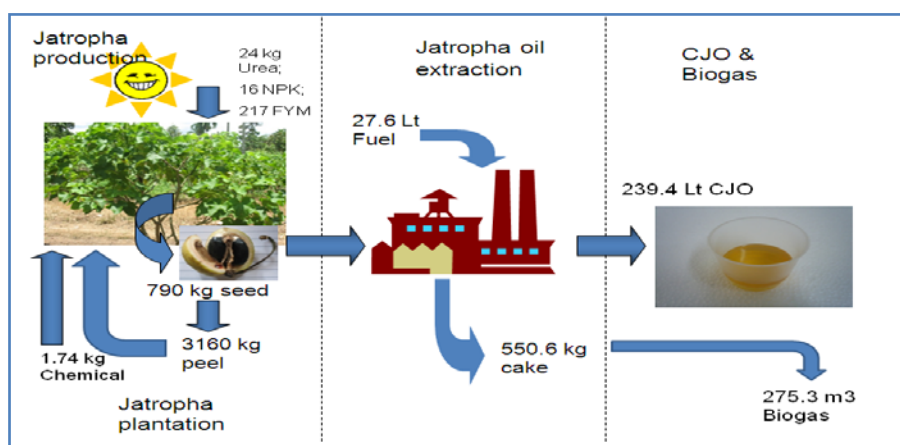 Jatropha
production
24 kg
Urea;
16 NPK;
217 FYM
790 kg seed
3160 kg
peel
1.74 kg
Chemical
Jatropha
plantation
Jatropha oil
extraction
27.6 Lt
Fuel
550.6 kg
cake
CJO &
Biogas
239.4 Lt CJO
275.3 m3
Biogas